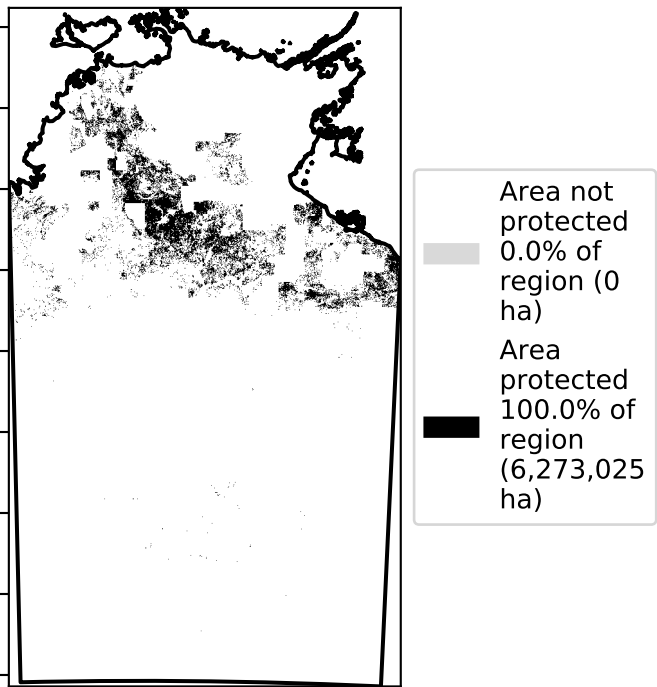 Area not
protected
0.0% of
region (0
ha)
Area
protected
100.0% of
region
(6,273,025
ha)